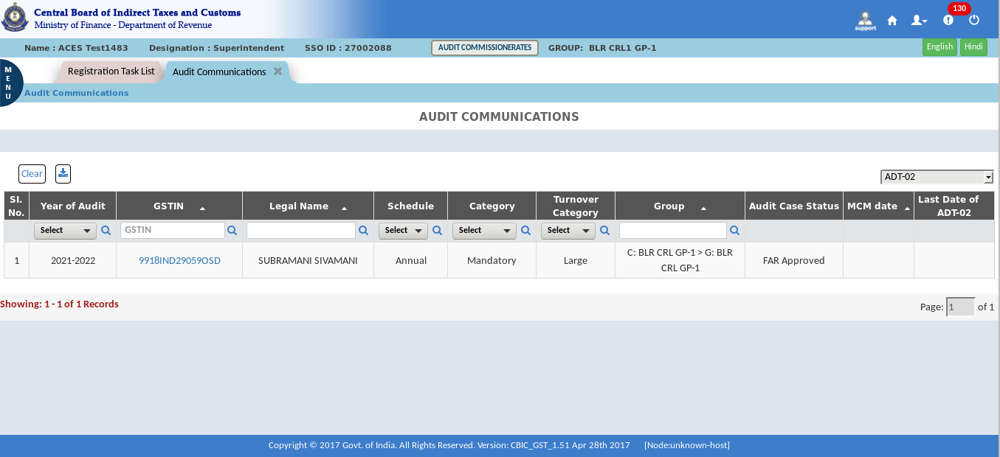 Central Board of Indirect Taxes and Customs
Ministry of Finance - Department of Revenue
support
130
Name : ACES Test1483 Designation : Superintendent SSO ID : 27002088 AUDIT COMMISSIONERATES GROUP: BLR CRL1 GP-1 English Hindi
MENU
Registration Task List Audit Communications
Audit Communications
AUDIT COMMUNICATIONS
Clear
ADT-02
Sl. No. Year of Audit GSTIN Legal Name Schedule Category Turnover Category Group Audit Case Status MCM date Last Date of ADT-02
Select GSTIN Select Select Select
1 2021-2022 9918IND29059OSD SUBRAMANI SIVAMANI Annual Mandatory Large C: BLR CRL GP-1 > G: BLR CRL GP-1 FAR Approved
Showing: 1 - 1 of 1 Records
Page: 1 of 1
Copyright © 2017 Govt. of India. All Rights Reserved. Version: CBIC_GST_1.51 Apr 28th 2017 [Node:unknown-host]